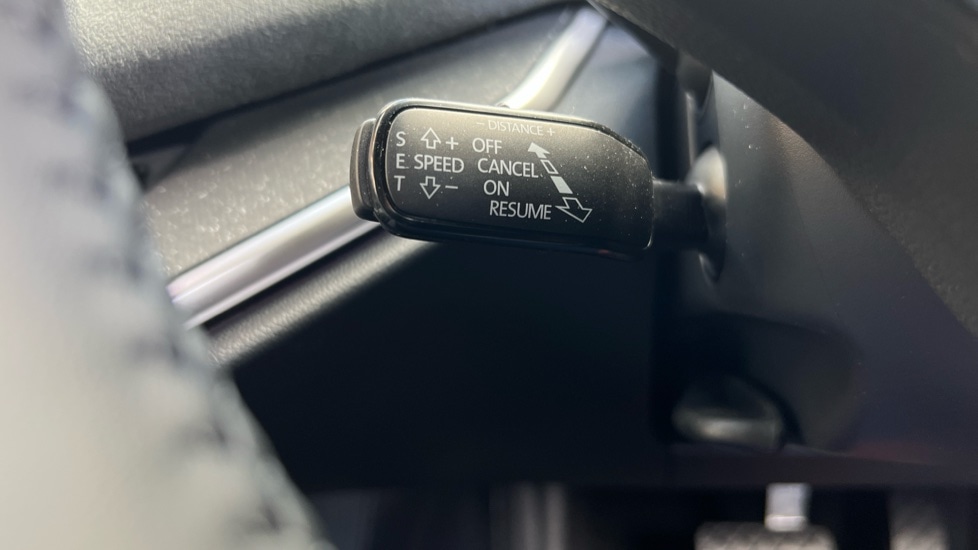 − DISTANCE +
S + OFF
E SPEED CANCEL
T − ON
RESUME